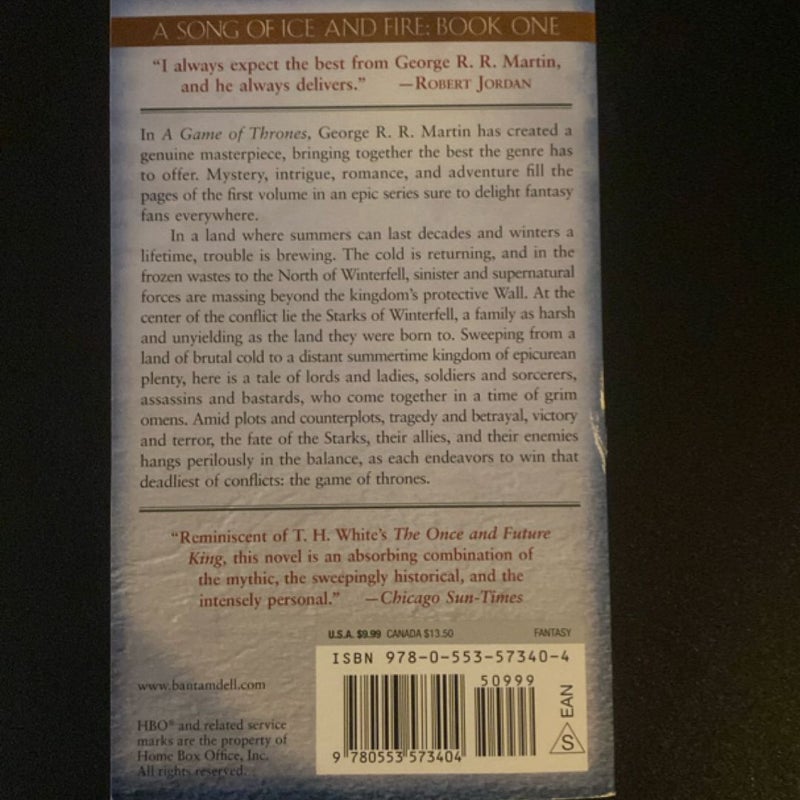 A SONG OF ICE AND FIRE: BOOK ONE
“I always expect the best from George R. R. Martin,
and he always delivers.” —ROBERT JORDAN
In A Game of Thrones, George R. R. Martin has created a
genuine masterpiece, bringing together the best the genre has
to offer. Mystery, intrigue, romance, and adventure fill the
pages of the first volume in an epic series sure to delight fantasy
fans everywhere.
In a land where summers can last decades and winters a
lifetime, trouble is brewing. The cold is returning, and in the
frozen wastes to the North of Winterfell, sinister and supernatural
forces are massing beyond the kingdom’s protective Wall. At the
center of the conflict lie the Starks of Winterfell, a family as harsh
and unyielding as the land they were born to. Sweeping from a
land of brutal cold to a distant summertime kingdom of epicurean
plenty, here is a tale of lords and ladies, soldiers and sorcerers,
assassins and bastards, who come together in a time of grim
omens. Amid plots and counterplots, tragedy and betrayal, victory
and terror, the fate of the Starks, their allies, and their enemies
hangs perilously in the balance, as each endeavors to win that
deadliest of conflicts: the game of thrones.
“Reminiscent of T. H. White’s The Once and Future
King, this novel is an absorbing combination of
the mythic, the sweepingly historical, and the
intensely personal.” —Chicago Sun-Times
U.S.A. $9.99 CANADA $13.50 FANTASY
ISBN 978-0-553-57340-4
50999
9 780553 573404
S EAN
www.bantamdell.com
HBO® and related service
marks are the property of
Home Box Office, Inc.
All rights reserved.